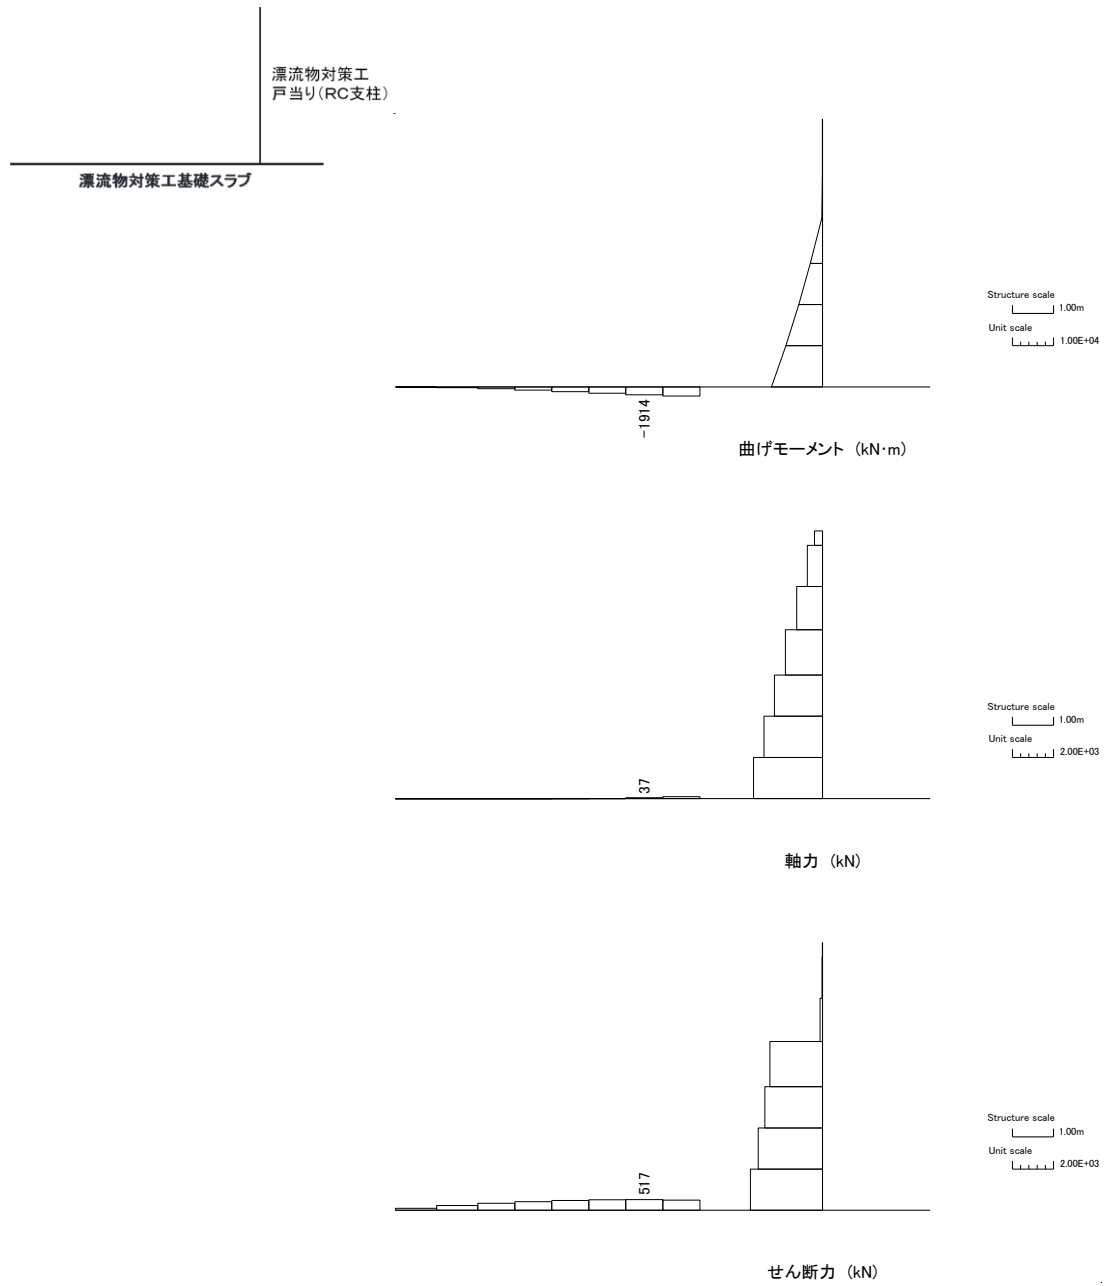 漂流物対策工
戸当り(RC支柱)
漂流物対策工基礎スラブ
Structure scale
1.00m
Unit scale
1.00E+04
-1914
曲げモーメント (kN・m)
Structure scale
1.00m
Unit scale
2.00E+03
37
軸力 (kN)
Structure scale
1.00m
Unit scale
2.00E+03
517
せん断力 (kN)